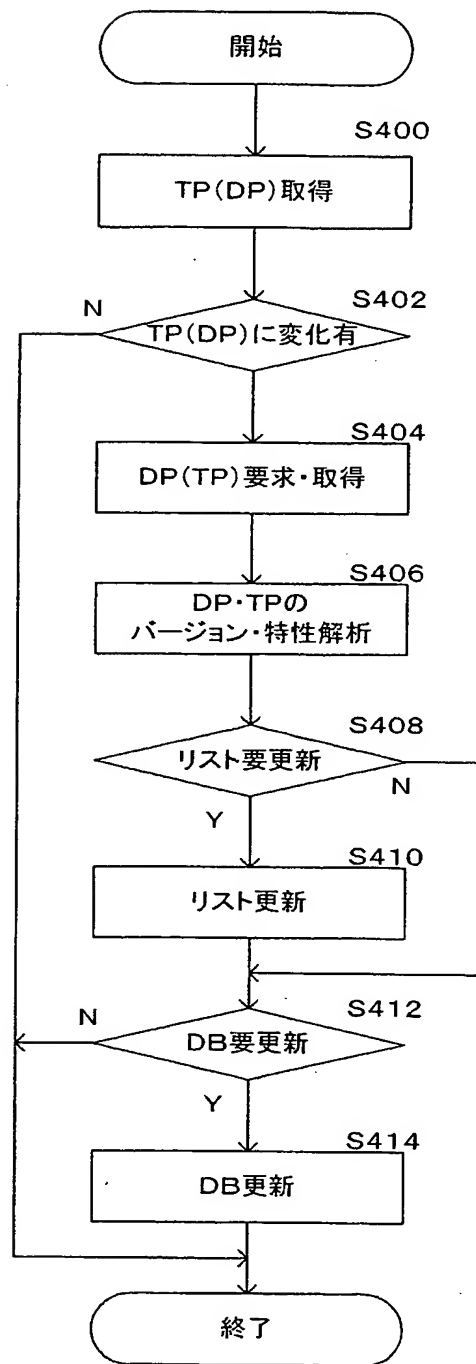 開始
S400
TP(DP)取得
S402
N
TP(DP)に変化有
S404
DP(TP)要求・取得
S406
DP・TPの
バージョン・特性解析
S408
リスト要更新
N
Y
S410
リスト更新
S412
N
DB要更新
Y
S414
DB更新
終了